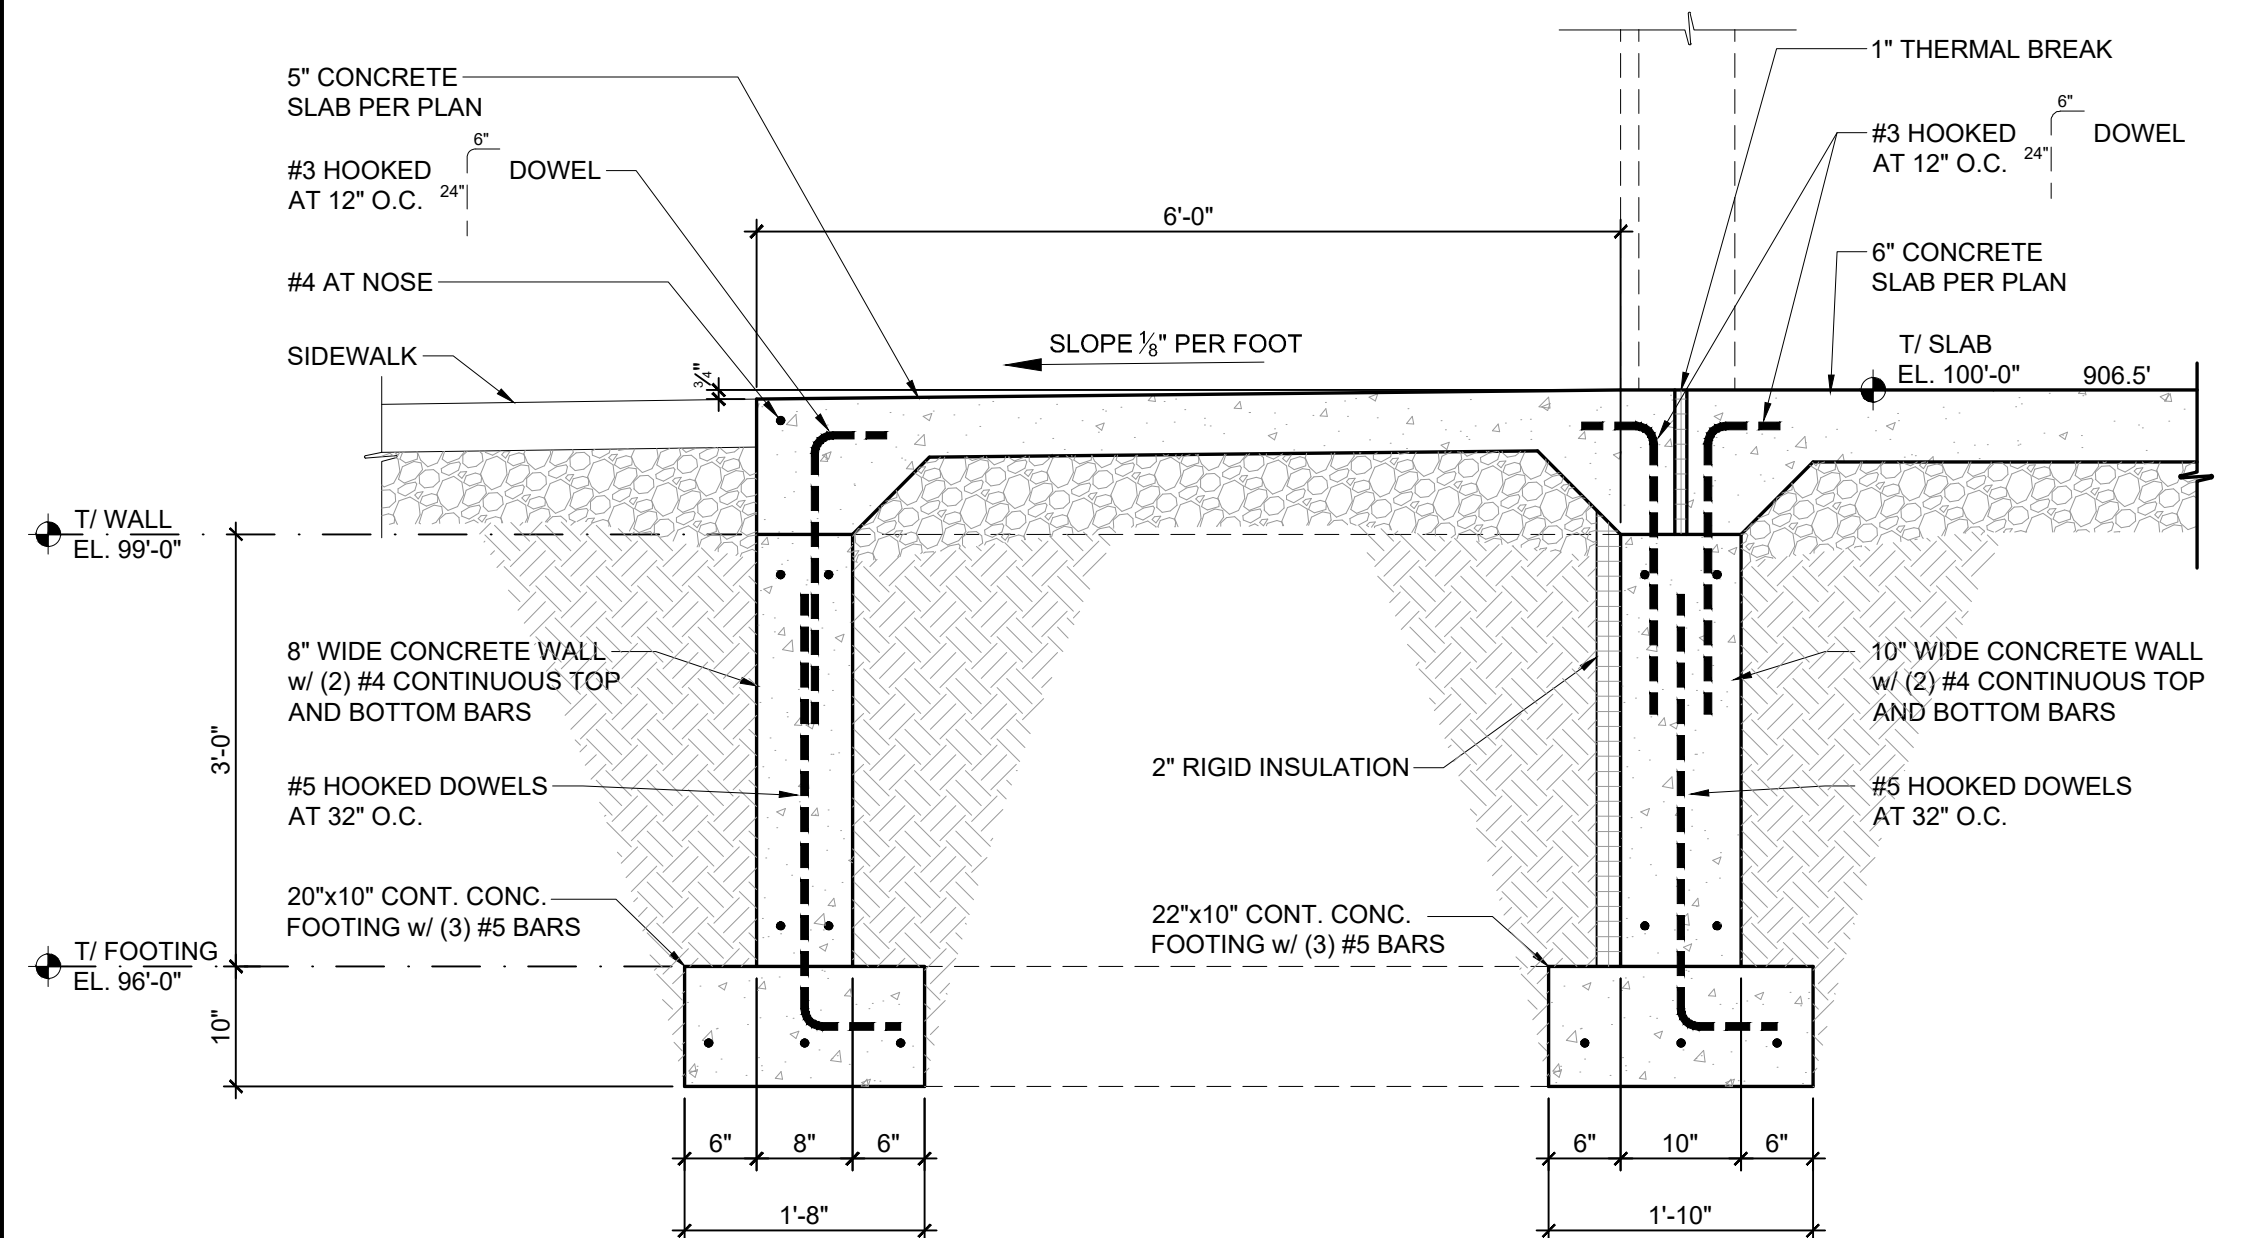 5" CONCRETE
SLAB PER PLAN
6"
#3 HOOKED
AT 12" O.C.
24"
DOWEL
#4 AT NOSE
SIDEWALK
3/4"
6'-0"
SLOPE 1/8" PER FOOT
1" THERMAL BREAK
6"
#3 HOOKED
AT 12" O.C.
24"
DOWEL
6" CONCRETE
SLAB PER PLAN
T/ SLAB
EL. 100'-0"
906.5'
T/ WALL
EL. 99'-0"
8" WIDE CONCRETE WALL
w/ (2) #4 CONTINUOUS TOP
AND BOTTOM BARS
3'-0"
#5 HOOKED DOWELS
AT 32" O.C.
20"x10" CONT. CONC.
FOOTING w/ (3) #5 BARS
T/ FOOTING
EL. 96'-0"
10"
2" RIGID INSULATION
22"x10" CONT. CONC.
FOOTING w/ (3) #5 BARS
10" WIDE CONCRETE WALL
w/ (2) #4 CONTINUOUS TOP
AND BOTTOM BARS
#5 HOOKED DOWELS
AT 32" O.C.
6"
8"
6"
1'-8"
6"
10"
6"
1'-10"